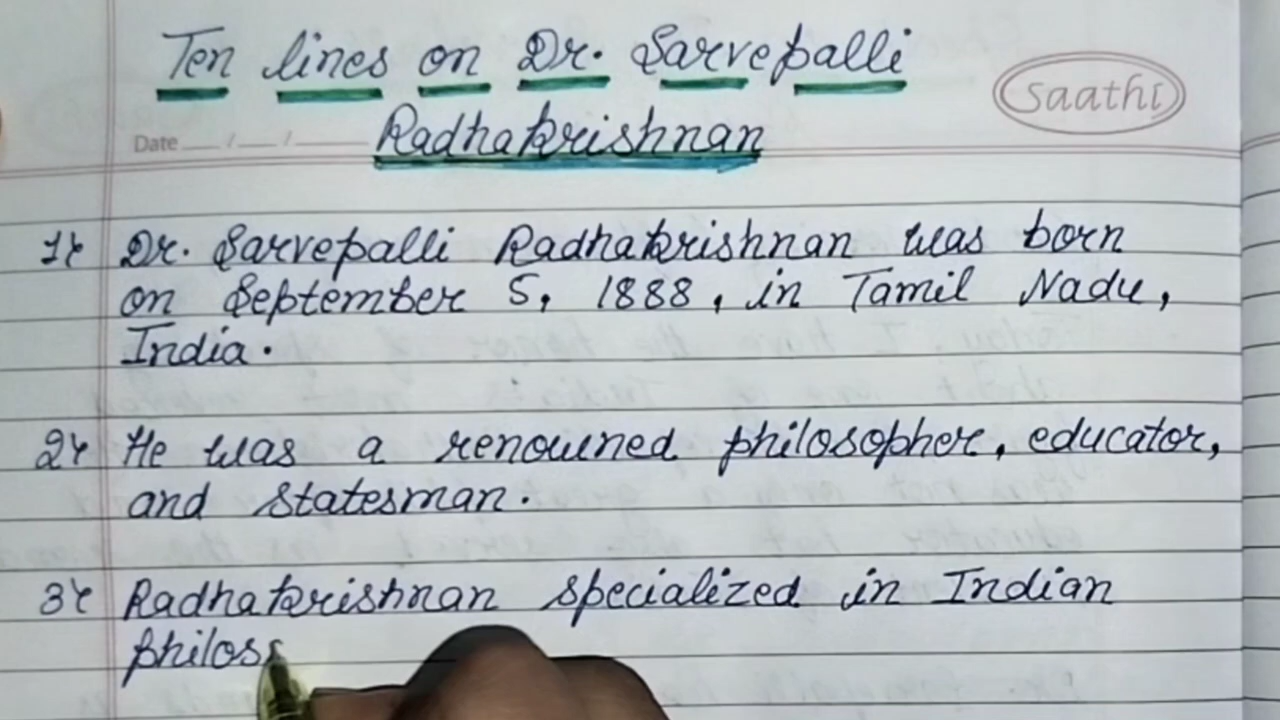 Ten lines on Dr. Sarvepalli
Saathi
Date / /
Radhakrishnan
1) Dr. Sarvepalli Radhakrishnan was born
on September 5, 1888, in Tamil Nadu,
India.
2) He was a renowned philosopher, educator,
and statesman.
3) Radhakrishnan specialized in Indian
philos